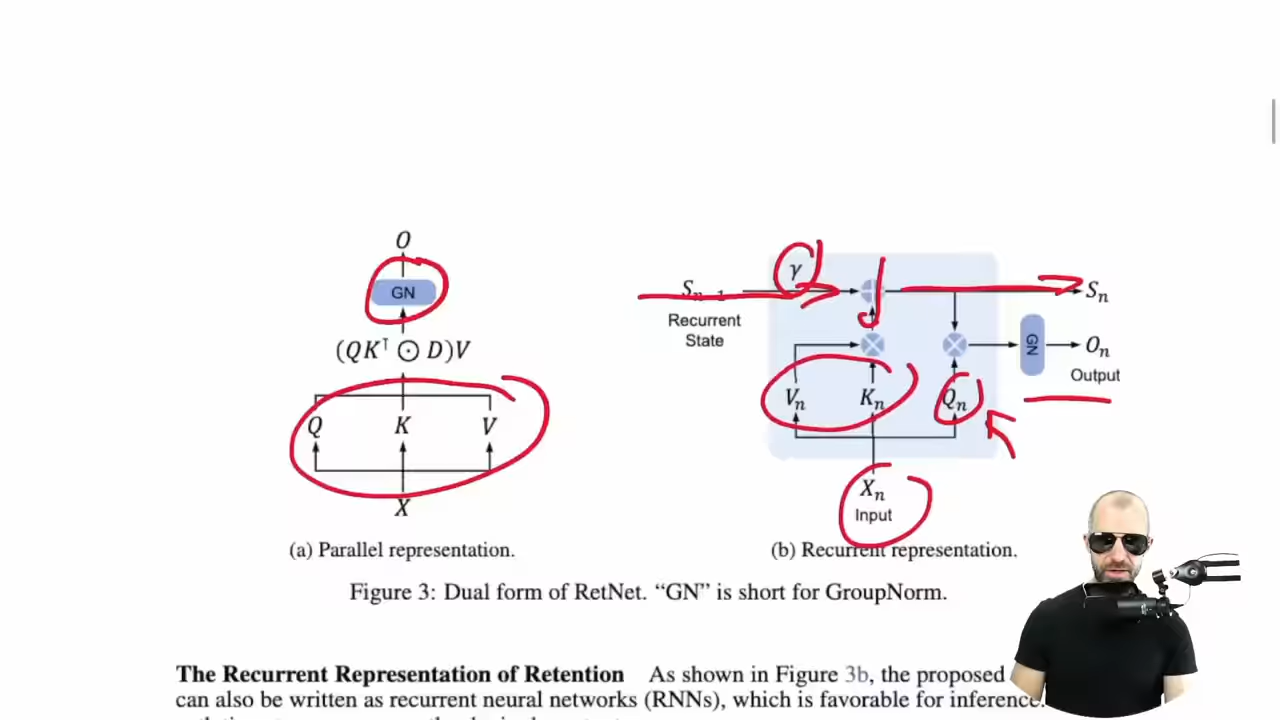 O
GN
(QK⊺ ⊙ D)V
Q K V
X
(a) Parallel representation.
γ
Sn-1
Recurrent
State
Sn
GN
On
Output
Vn Kn Qn
Xn
Input
(b) Recurrent representation.
Figure 3: Dual form of RetNet. “GN” is short for GroupNorm.
The Recurrent Representation of Retention As shown in Figure 3b, the proposed
can also be written as recurrent neural networks (RNNs), which is favorable for inference.